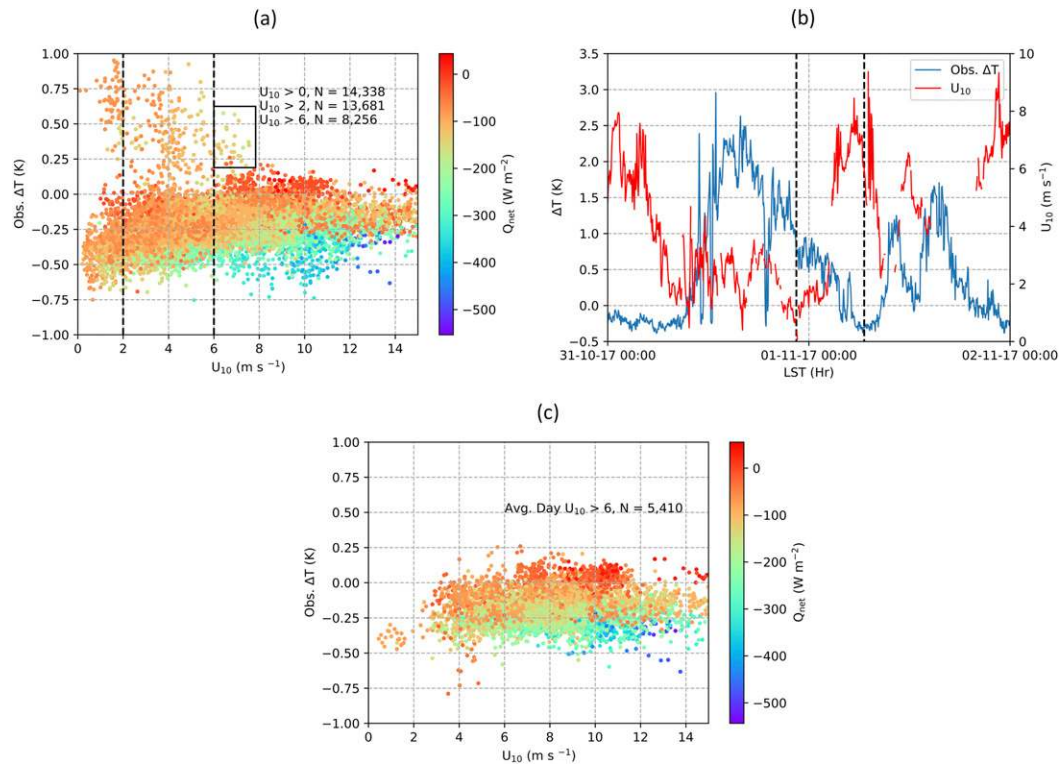 (a)
1.00
0.75
0.50
0.25
0.00
−0.25
−0.50
−0.75
−1.00
Obs. ΔT (K)
U10 > 0, N = 14,338
U10 > 2, N = 13,681
U10 > 6, N = 8,256
0 2 4 6 8 10 12 14
U10 (m s −1)
0
−100
−200
−300
−400
−500
Qnet (W m−2)
(b)
3.5
3.0
2.5
2.0
1.5
1.0
0.5
0.0
−0.5
ΔT (K)
Obs. ΔT
U10
10
8
6
4
2
0
U10 (m s−1)
31-10-17 00:00 01-11-17 00:00 02-11-17 00:00
LST (Hr)
(c)
1.00
0.75
0.50
0.25
0.00
−0.25
−0.50
−0.75
−1.00
Obs. ΔT (K)
Avg. Day U10 > 6, N = 5,410
0 2 4 6 8 10 12 14
U10 (m s −1)
0
−100
−200
−300
−400
−500
Qnet (W m−2)